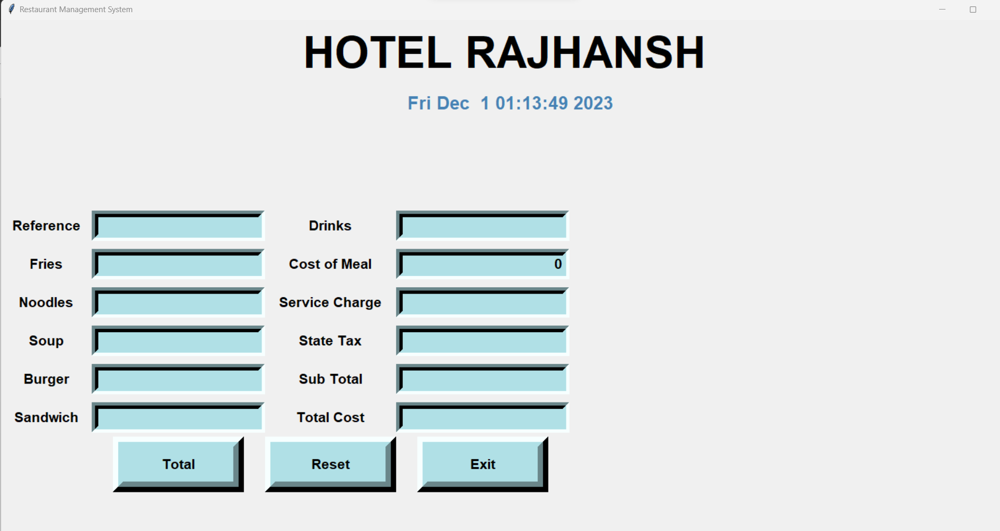 Restaurant Management System
HOTEL RAJHANSH
Fri Dec  1 01:13:49 2023
Reference
Drinks
Fries
Cost of Meal
0
Noodles
Service Charge
Soup
State Tax
Burger
Sub Total
Sandwich
Total Cost
Total
Reset
Exit